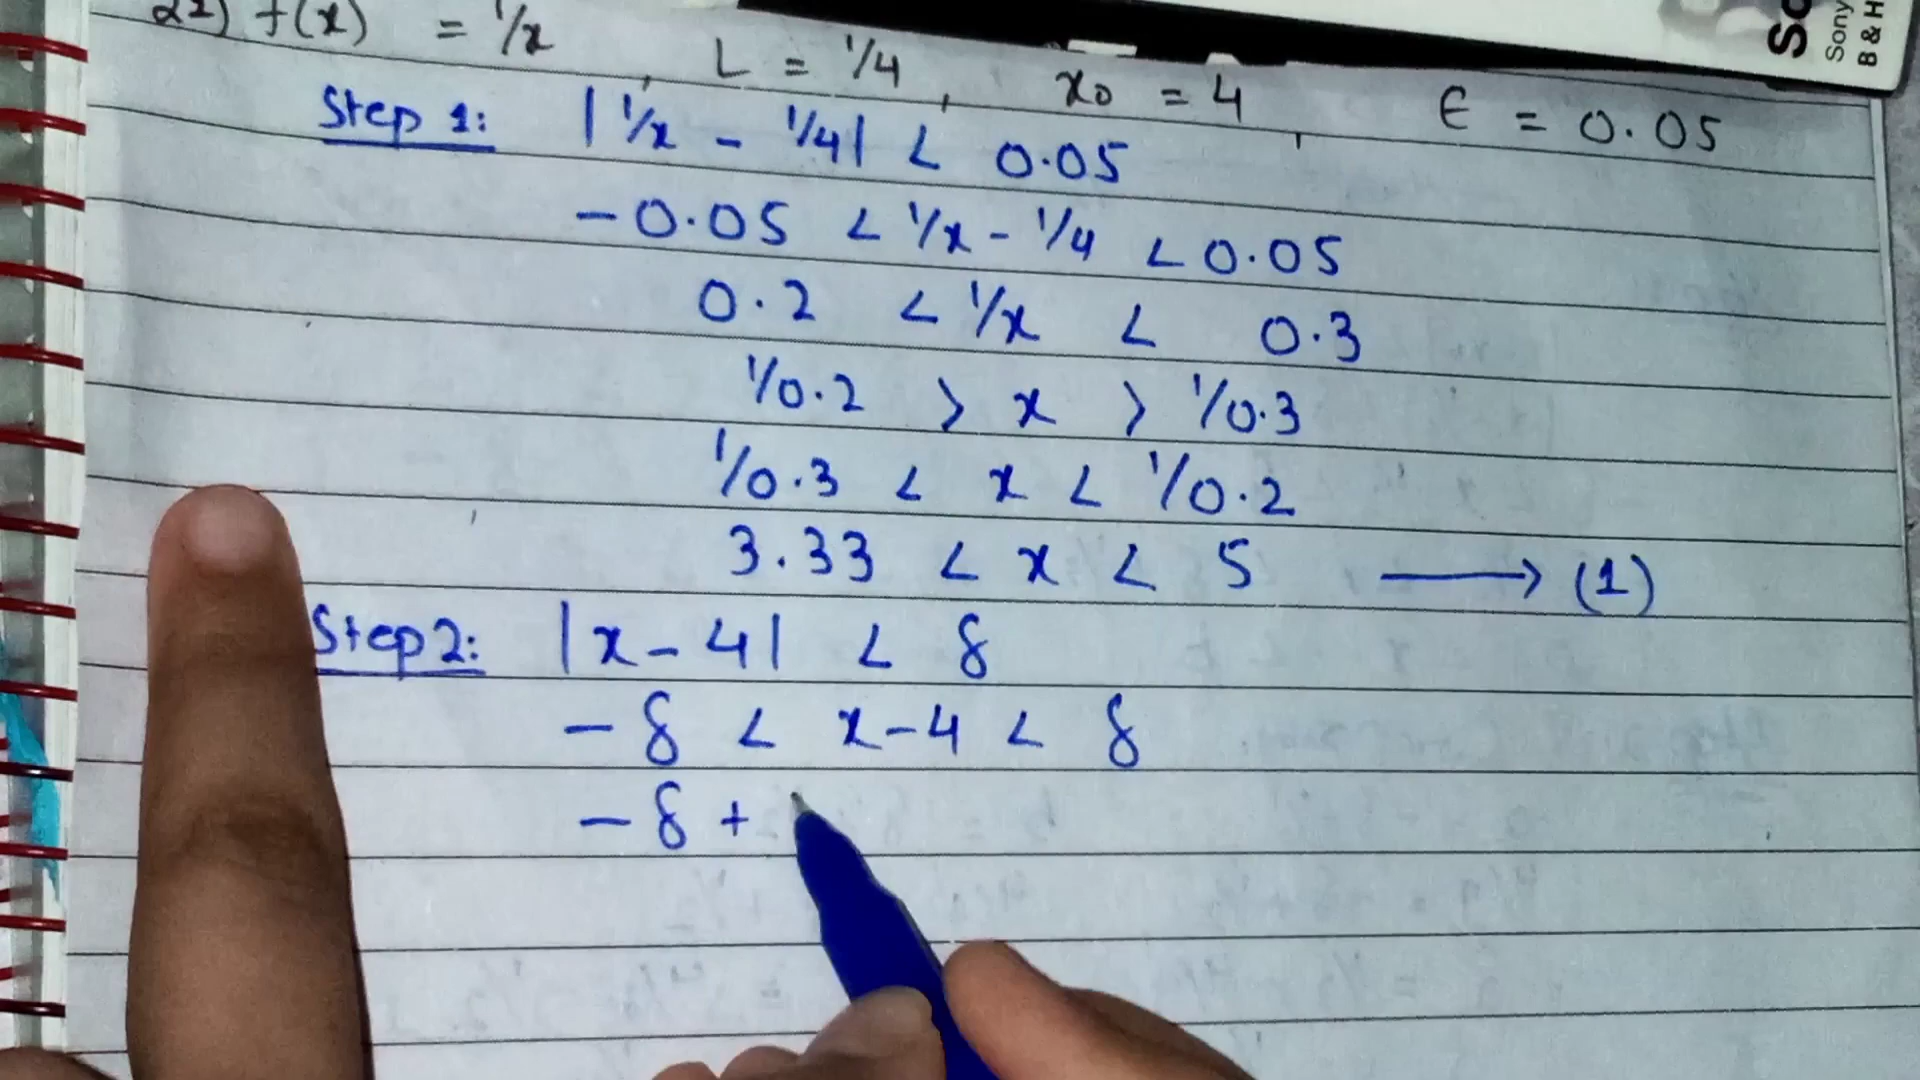 22) f(x) = 1/x , L = 1/4 , x0 = 4 , ε = 0.05
Step 1: |1/x - 1/4| < 0.05
-0.05 < 1/x - 1/4 < 0.05
0.2 < 1/x < 0.3
1/0.2 > x > 1/0.3
1/0.3 < x < 1/0.2
3.33 < x < 5 → (1)
Step 2: |x - 4| < δ
-δ < x - 4 < δ
-δ +
Sony
B & H